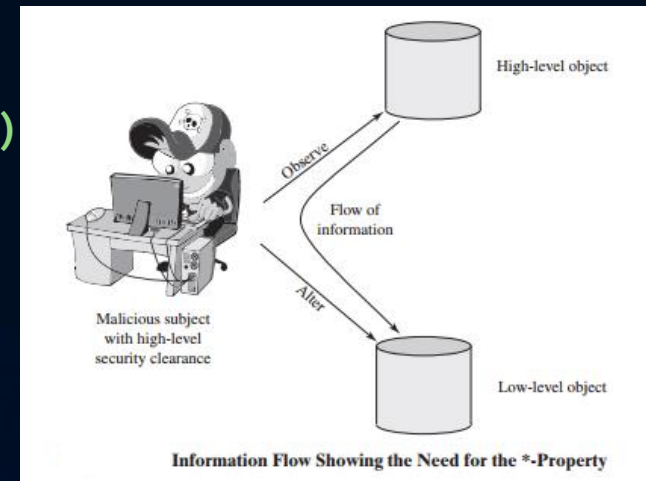 )
High-level object
Observe
Flow of
information
Alter
Malicious subject
with high-level
security clearance
Low-level object
Information Flow Showing the Need for the *-Property